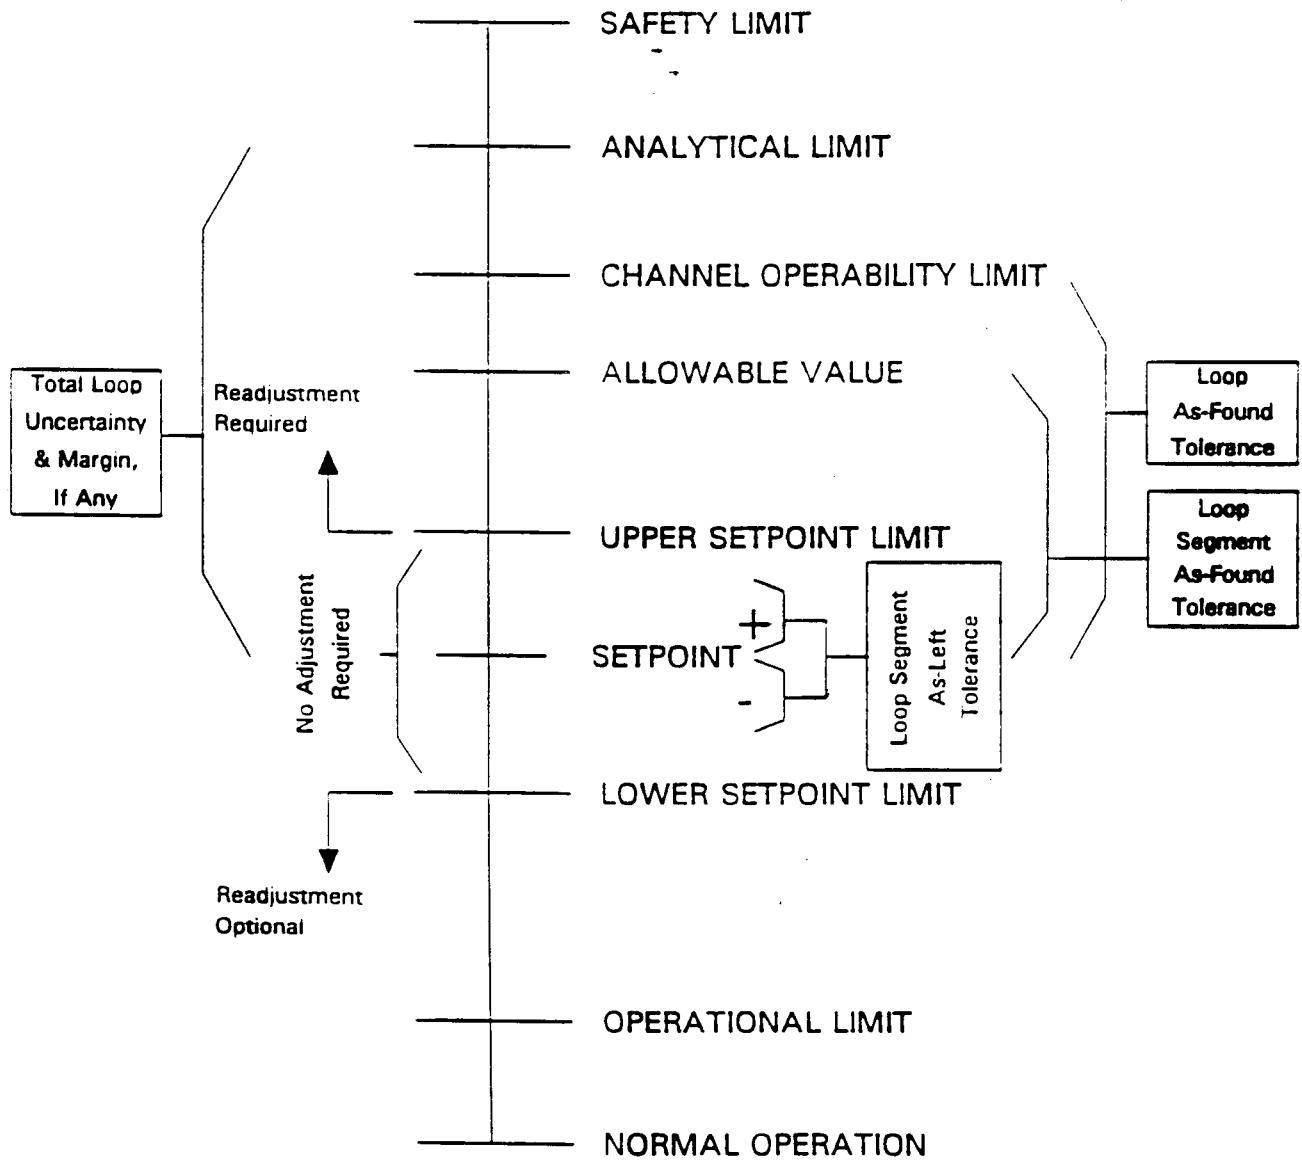 SAFETY LIMIT
ANALYTICAL LIMIT
CHANNEL OPERABILITY LIMIT
ALLOWABLE VALUE
Total Loop
Uncertainty
& Margin,
If Any
Readjustment
Required
Loop
As-Found
Tolerance
UPPER SETPOINT LIMIT
Loop
Segment
As-Found
Tolerance
No Adjustment
Required
SETPOINT
+
-
Loop Segment
As-Left
Tolerance
LOWER SETPOINT LIMIT
Readjustment
Optional
OPERATIONAL LIMIT
NORMAL OPERATION